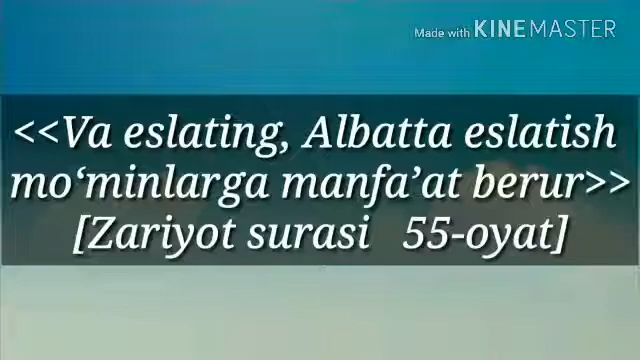 Made with KINEMASTER
<<Va eslating, Albatta eslatish
mo‘minlarga manfa’at berur>>
[Zariyot surasi 55-oyat]